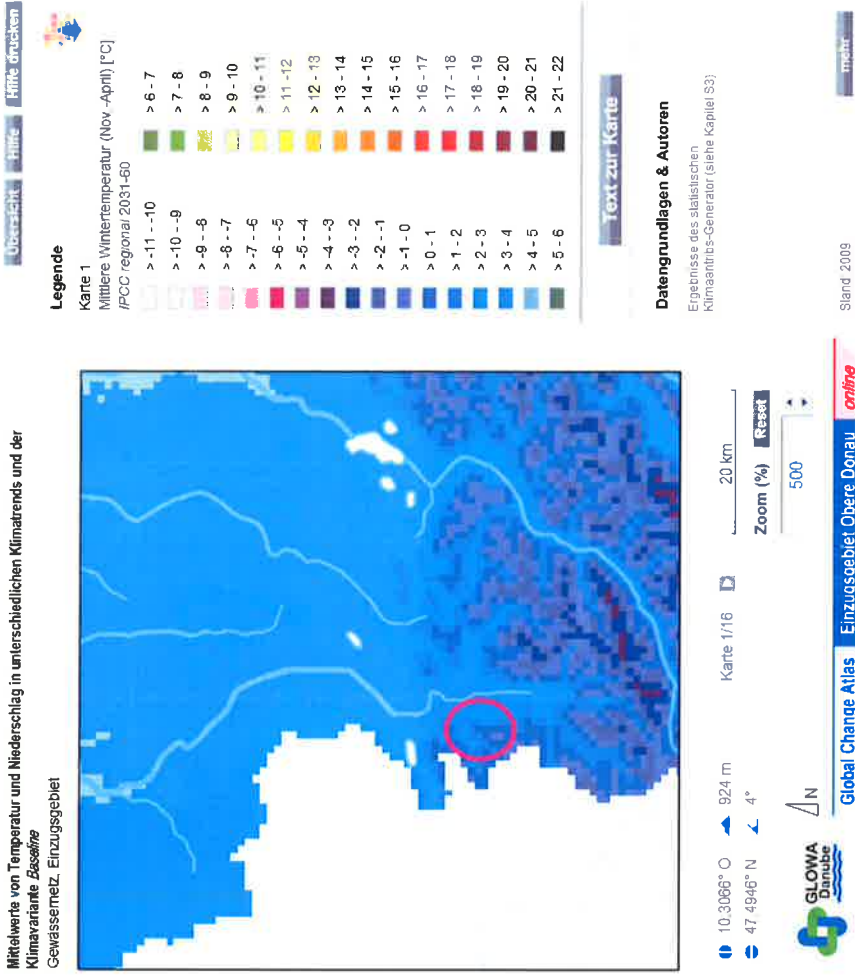 Mittelwerte von Temperatur und Niederschlag in unterschiedlichen Klimatrends und der
Klimavariante Baseline
Gewässernetz, Einzugsgebiet
Übersicht Hilfe Hilfe drucken
Legende
Karte 1
Mittlere Wintertemperatur (Nov.-April) [°C]
IPCC regional 2031-60
> -11 - -10
> -10 - -9
> -9 - -8
> -8 - -7
> -7 - -6
> -6 - -5
> -5 - -4
> -4 - -3
> -3 - -2
> -2 - -1
> -1 - 0
> 0 - 1
> 1 - 2
> 2 - 3
> 3 - 4
> 4 - 5
> 5 - 6
> 6 - 7
> 7 - 8
> 8 - 9
> 9 - 10
> 10 - 11
> 11 - 12
> 12 - 13
> 13 - 14
> 14 - 15
> 15 - 16
> 16 - 17
> 17 - 18
> 18 - 19
> 19 - 20
> 20 - 21
> 21 - 22
Text zur Karte
Datengrundlagen & Autoren
Ergebnisse des statistischen
Klimaantribs-Generator (siehe Kapitel S3)
10.3066° O 924 m
47.4946° N 4°
Karte 1/16
20 km
Zoom (%) Reset
500
N
Stand 2009
mehr
GLOWA
Danube
Global Change Atlas Einzugsgebiet Obere Donau online